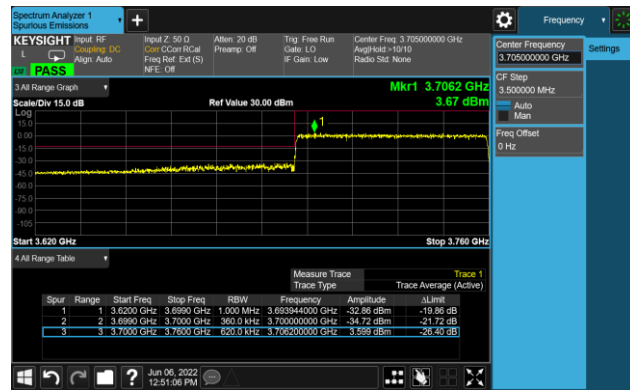 Spectrum Analyzer 1
Spurious Emissions
+
Frequency
KEYSIGHT
L
Input: RF
Coupling: DC
Align: Auto
Input Z: 50 Ω
Corr CCorr RCal
Freq Ref: Ext (S)
NFE: Off
Atten: 20 dB
Preamp: Off
Trig: Free Run
Gate: LO
IF Gain: Low
Center Freq: 3.705000000 GHz
Avg|Hold:>10/10
Radio Std: None
PASS
Center Frequency
3.705000000 GHz
Settings
CF Step
3.500000 MHz
Auto
Man
Freq Offset
0 Hz
3 All Range Graph
Mkr1 3.7062 GHz
3.67 dBm
Scale/Div 15.0 dB
Ref Value 30.00 dBm
Log
15.0
0.00
-15.0
-30.0
-45.0
-60.0
-75.0
-90.0
-105
1
Start 3.620 GHz
Stop 3.760 GHz
4 All Range Table
Measure Trace Trace 1
Trace Type Trace Average (Active)
Spur Range Start Freq Stop Freq RBW Frequency Amplitude ΔLimit
1 1 3.6200 GHz 3.6990 GHz 1.000 MHz 3.693944000 GHz -32.86 dBm -19.86 dB
2 2 3.6990 GHz 3.7000 GHz 360.0 kHz 3.700000000 GHz -34.72 dBm -21.72 dB
3 3 3.7000 GHz 3.7600 GHz 620.0 kHz 3.706200000 GHz 3.599 dBm -26.40 dB
?
Jun 06, 2022
12:51:06 PM